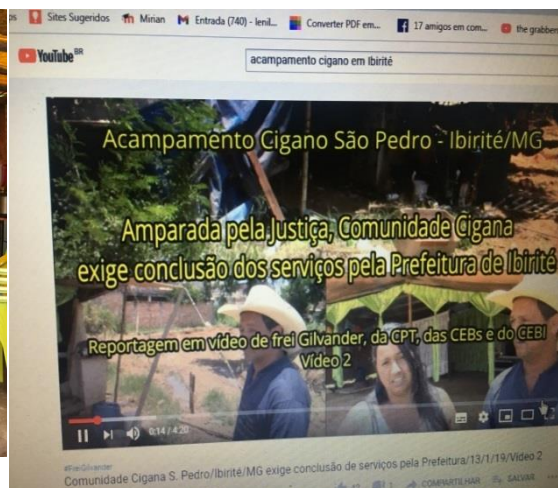 os Sites Sugeridos Mirian Entrada (740) - lenil... Converter PDF em... 17 amigos em com... the grabber
YouTube BR
acampamento cigano em Ibirité
Acampamento Cigano São Pedro - Ibirité/MG
Amparada pela Justiça, Comunidade Cigana
exige conclusão dos serviços pela Prefeitura de Ibirité
Reportagem em vídeo de frei Gilvander, da CPT, das CEBs e do CEBI
Vídeo 2
0:14 / 4:20
#FreiGilvander
Comunidade Cigana S. Pedro/Ibirité/MG exige conclusão de serviços pela Prefeitura/13/1/19/Vídeo 2
COMPARTILHAR SALVAR